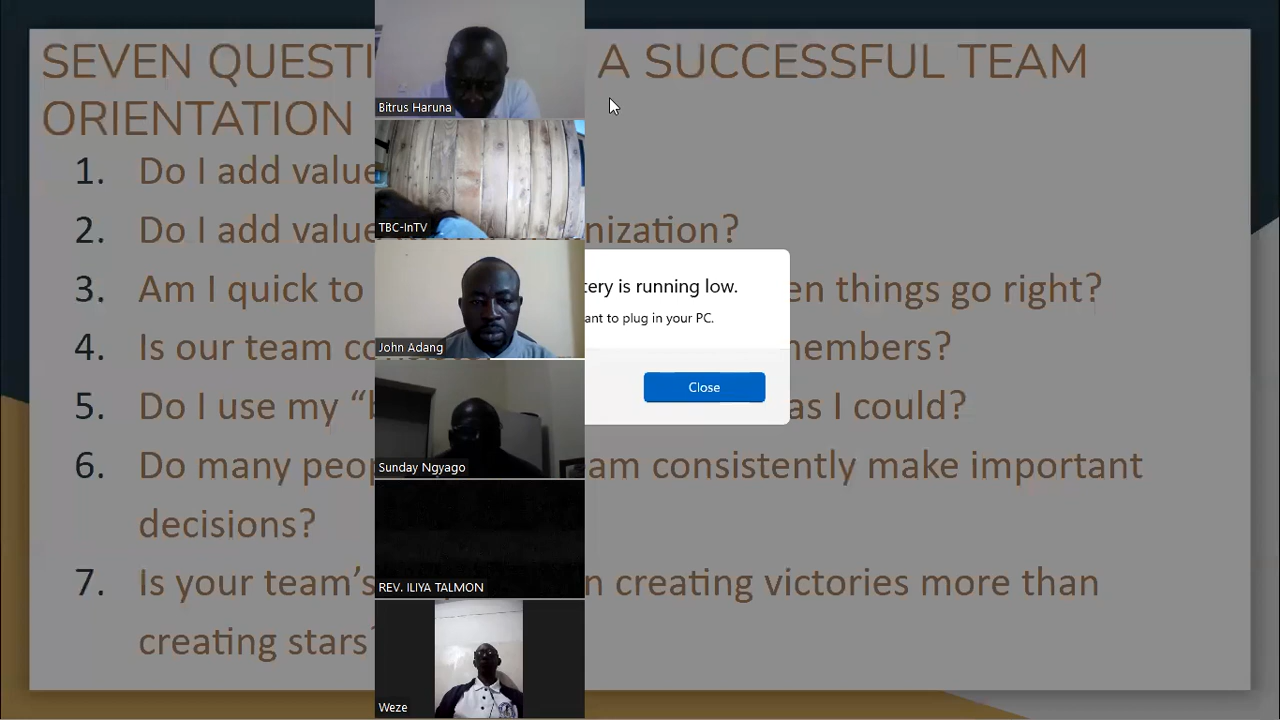 SEVEN QUESTI A SUCCESSFUL TEAM
ORIENTATION
1. Do I add value
2. Do I add value nization?
3. Am I quick to en things go right?
4. Is our team co members?
5. Do I use my “b as I could?
6. Do many peop am consistently make important
decisions?
7. Is your team’s n creating victories more than
creating stars?
Bitrus Haruna
TBC-InTV
John Adang
Sunday Ngyago
REV. ILIYA TALMON
Weze
tery is running low.
ant to plug in your PC.
Close